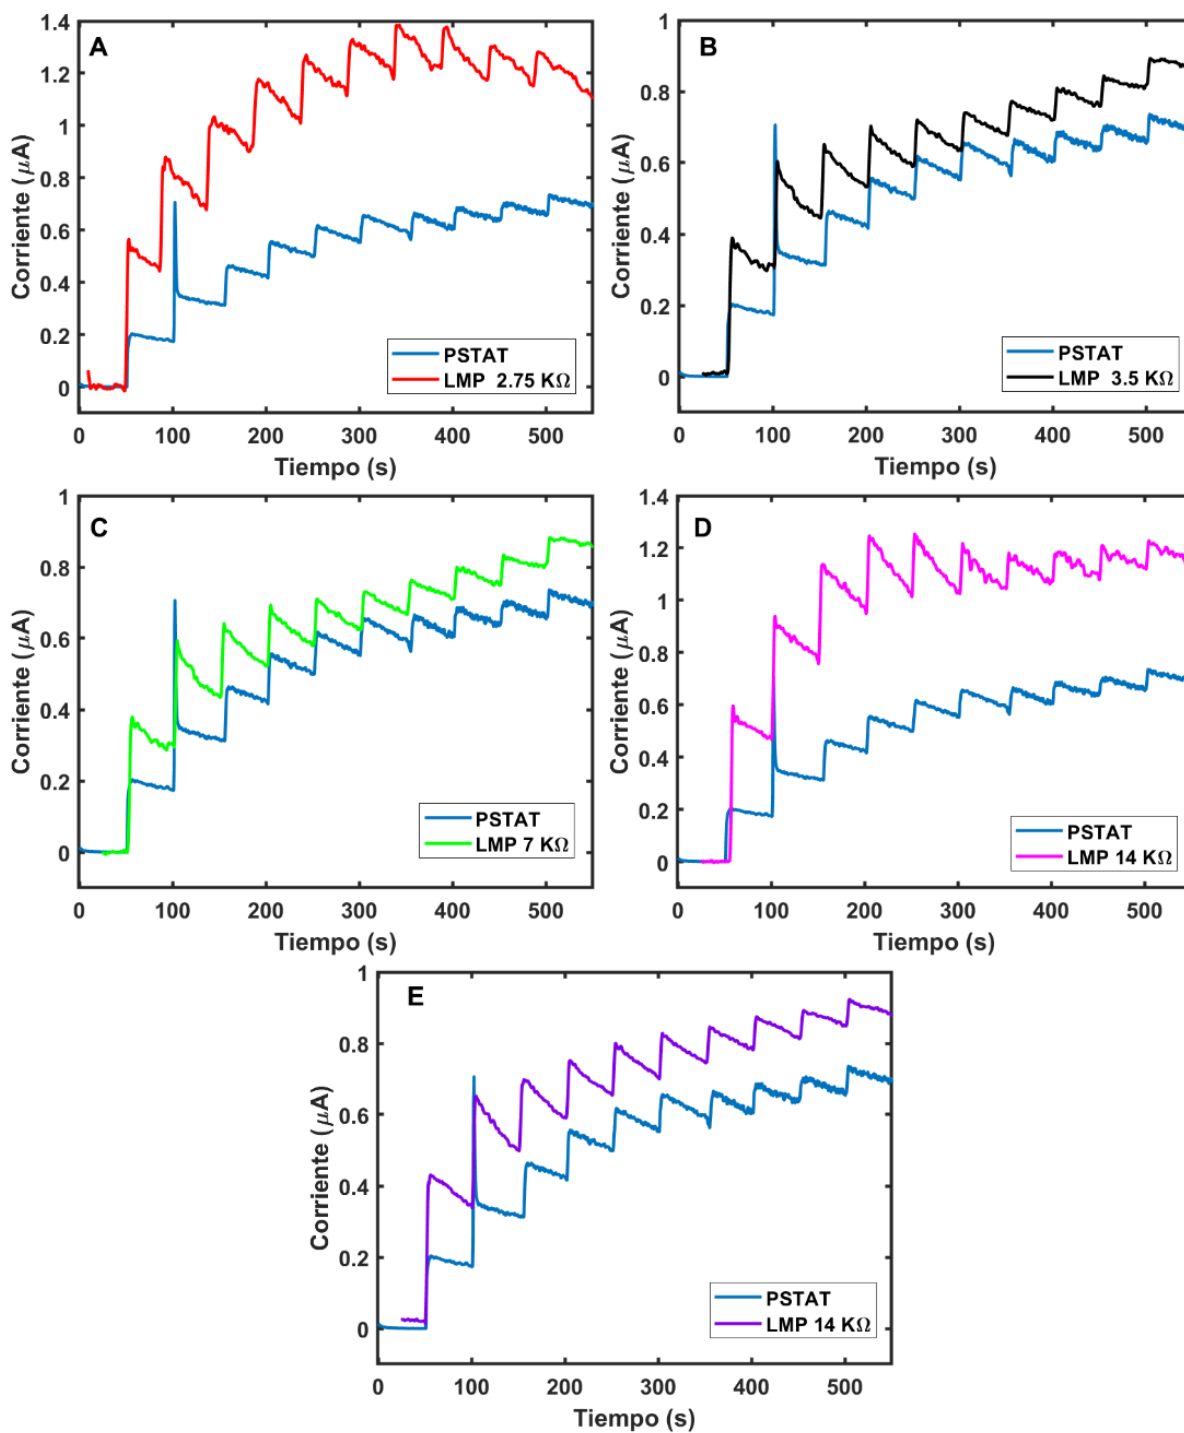 A
Corriente (µA)
1.4
1.2
1
0.8
0.6
0.4
0.2
0
PSTAT
LMP 2.75 KΩ
0 100 200 300 400 500
Tiempo (s)
B
Corriente (µA)
1
0.8
0.6
0.4
0.2
0
PSTAT
LMP 3.5 KΩ
0 100 200 300 400 500
Tiempo (s)
C
Corriente (µA)
1
0.8
0.6
0.4
0.2
0
PSTAT
LMP 7 KΩ
0 100 200 300 400 500
Tiempo (s)
D
Corriente (µA)
1.4
1.2
1
0.8
0.6
0.4
0.2
0
PSTAT
LMP 14 KΩ
0 100 200 300 400 500
Tiempo (s)
E
Corriente (µA)
1
0.8
0.6
0.4
0.2
0
PSTAT
LMP 14 KΩ
0 100 200 300 400 500
Tiempo (s)